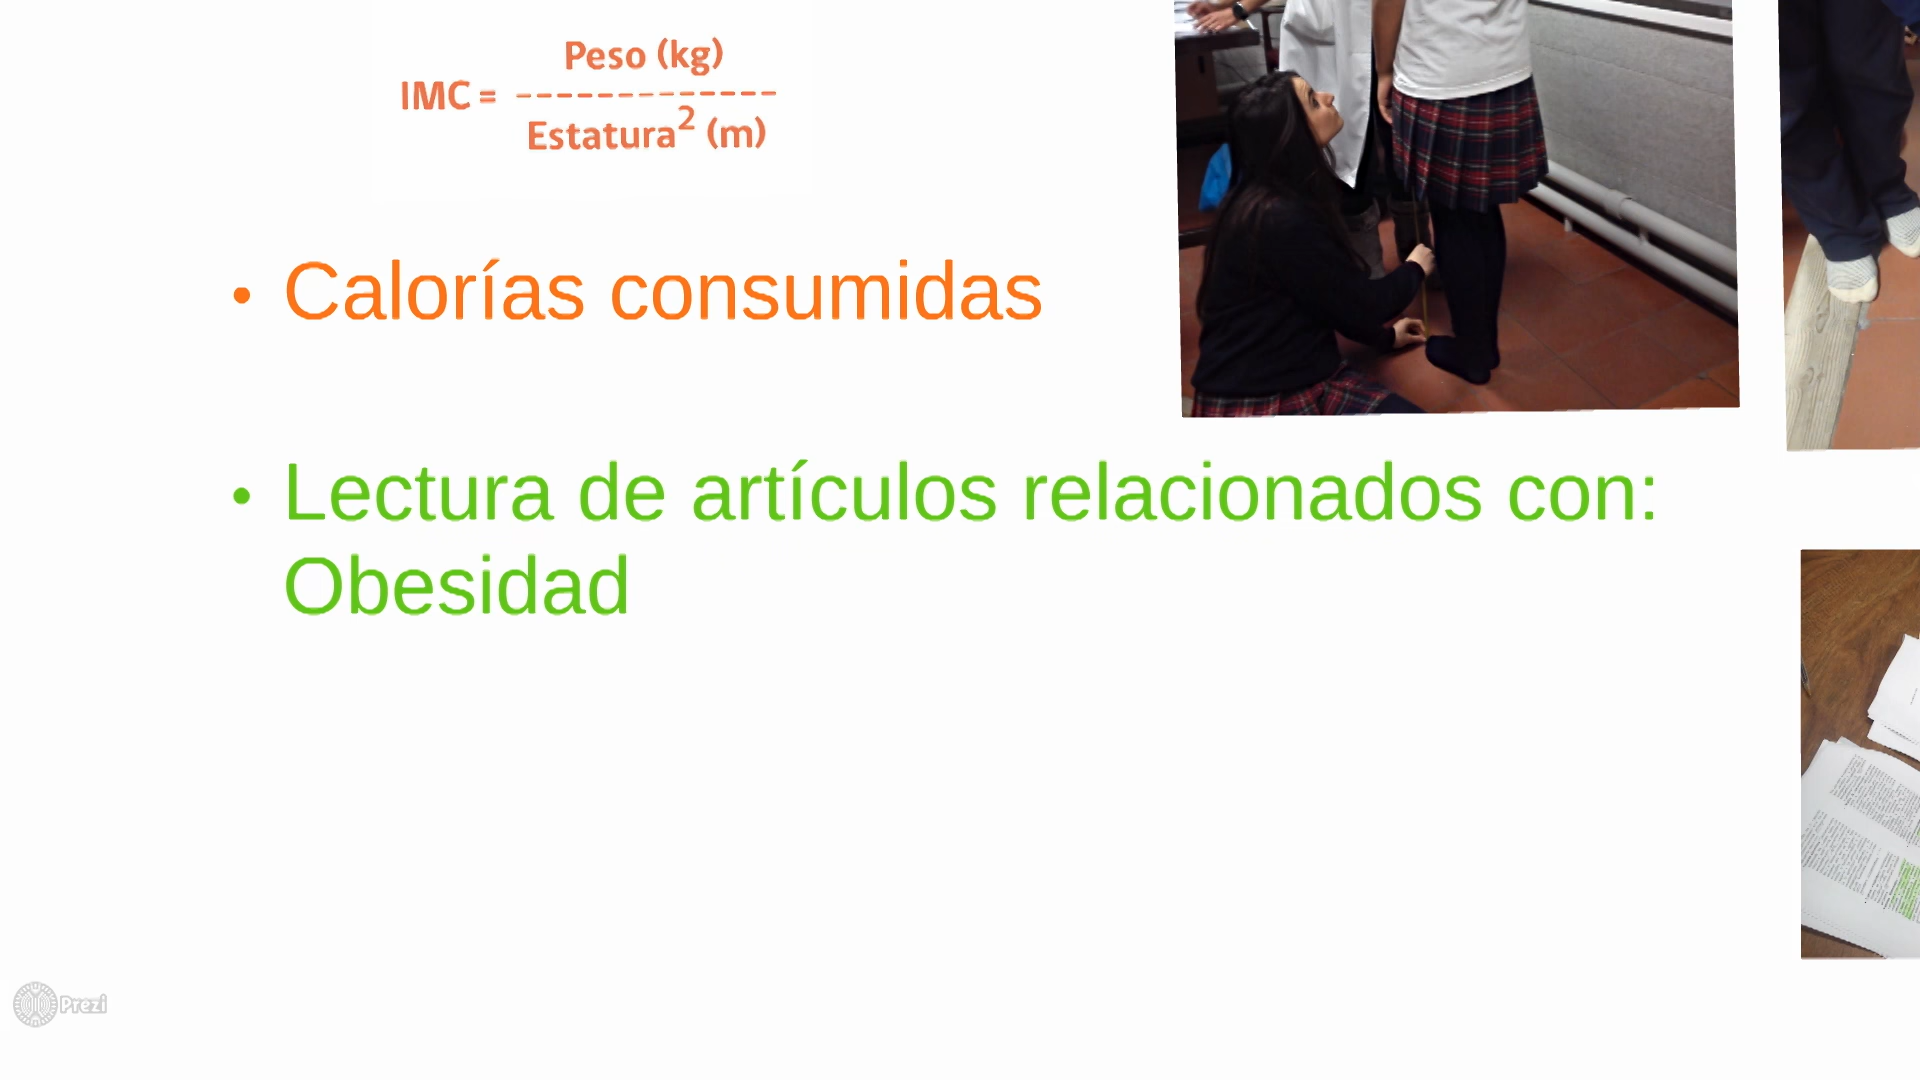 Peso (kg)
IMC = ------------
Estatura² (m)
• Calorías consumidas
• Lectura de artículos relacionados con:
Obesidad
Prezi